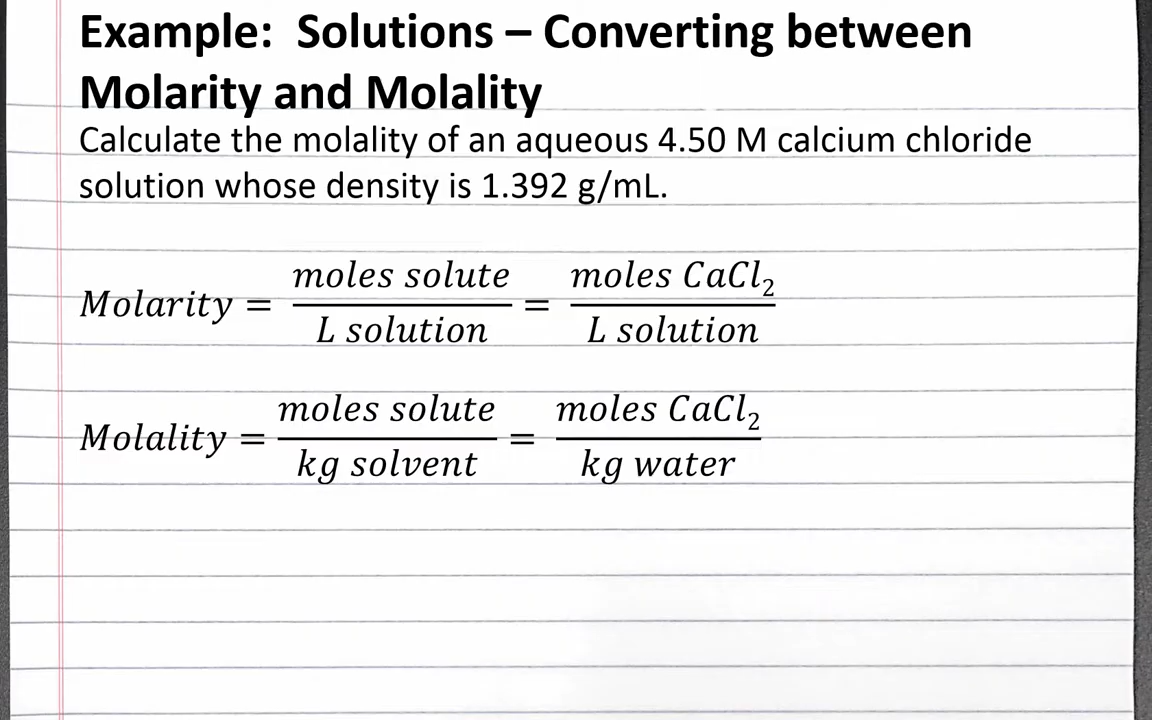 Example:  Solutions – Converting between
Molarity and Molality
Calculate the molality of an aqueous 4.50 M calcium chloride
solution whose density is 1.392 g/mL.
Molarity = moles solute / L solution = moles CaCl₂ / L solution
Molality = moles solute / kg solvent = moles CaCl₂ / kg water